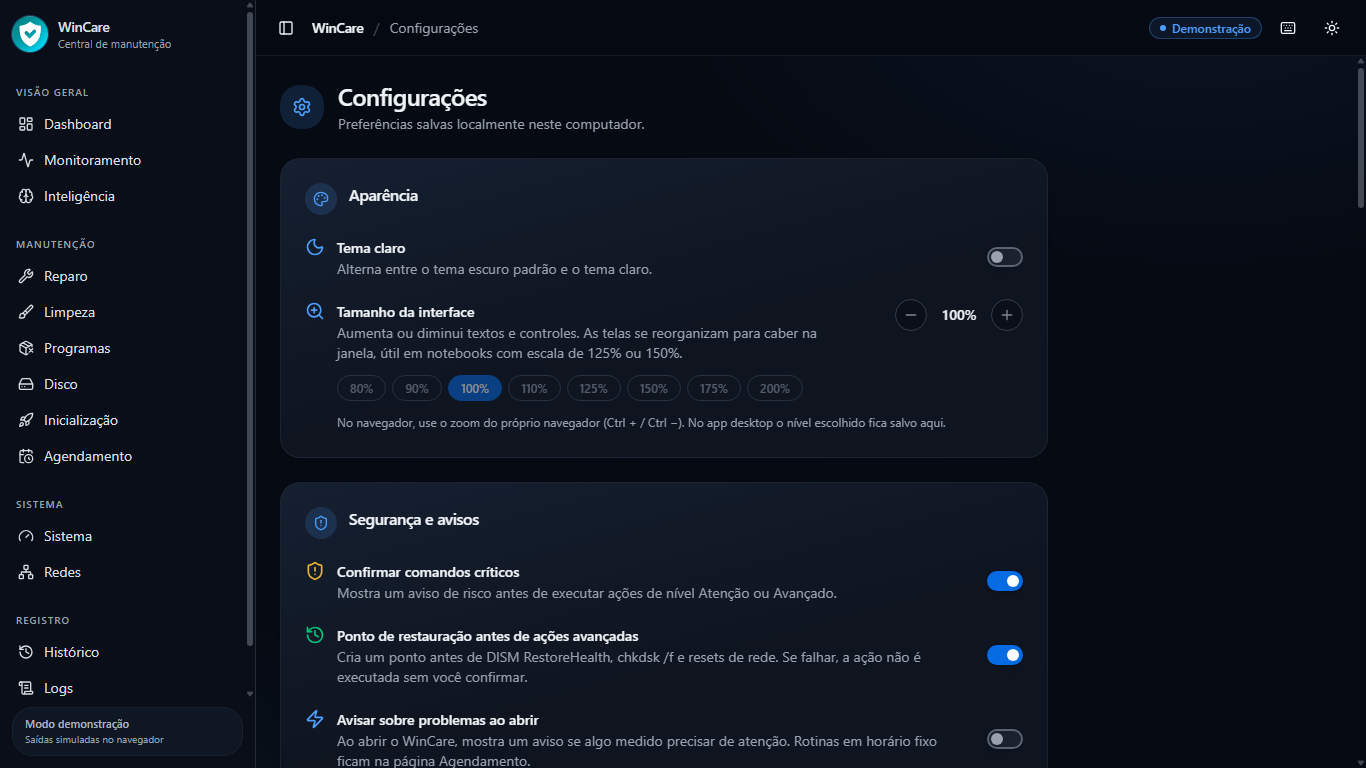 WinCare
Central de manutenção
VISÃO GERAL
Dashboard
Monitoramento
Inteligência
MANUTENÇÃO
Reparo
Limpeza
Programas
Disco
Inicialização
Agendamento
SISTEMA
Sistema
Redes
REGISTRO
Histórico
Logs
Modo demonstração
Saídas simuladas no navegador
WinCare / Configurações
Demonstração
Configurações
Preferências salvas localmente neste computador.
Aparência
Tema claro
Alterna entre o tema escuro padrão e o tema claro.
Tamanho da interface
Aumenta ou diminui textos e controles. As telas se reorganizam para caber na
janela, útil em notebooks com escala de 125% ou 150%.
− 100% +
80% 90% 100% 110% 125% 150% 175% 200%
No navegador, use o zoom do próprio navegador (Ctrl + / Ctrl −). No app desktop o nível escolhido fica salvo aqui.
Segurança e avisos
Confirmar comandos críticos
Mostra um aviso de risco antes de executar ações de nível Atenção ou Avançado.
Ponto de restauração antes de ações avançadas
Cria um ponto antes de DISM RestoreHealth, chkdsk /f e resets de rede. Se falhar, a ação não é
executada sem você confirmar.
Avisar sobre problemas ao abrir
Ao abrir o WinCare, mostra um aviso se algo medido precisar de atenção. Rotinas em horário fixo
ficam na página Agendamento.